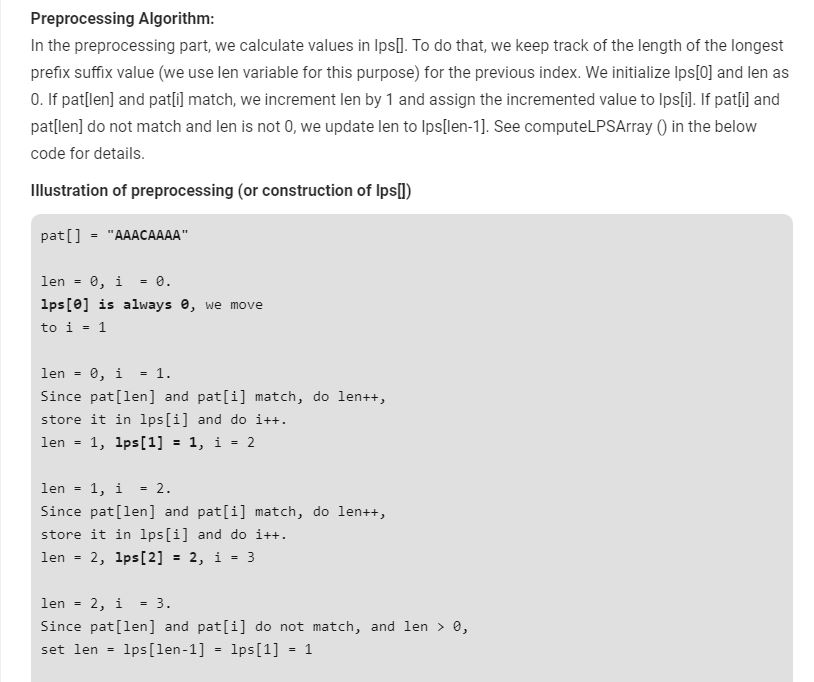 Preprocessing Algorithm:
In the preprocessing part, we calculate values in lps[]. To do that, we keep track of the length of the longest
prefix suffix value (we use len variable for this purpose) for the previous index. We initialize lps[0] and len as
0. If pat[len] and pat[i] match, we increment len by 1 and assign the incremented value to lps[i]. If pat[i] and
pat[len] do not match and len is not 0, we update len to lps[len-1]. See computeLPSArray () in the below
code for details.
Illustration of preprocessing (or construction of lps[])
pat[] = "AAACAAAA"
len = 0, i  = 0.
lps[0] is always 0, we move
to i = 1
len = 0, i  = 1.
Since pat[len] and pat[i] match, do len++,
store it in lps[i] and do i++.
len = 1, lps[1] = 1, i = 2
len = 1, i  = 2.
Since pat[len] and pat[i] match, do len++,
store it in lps[i] and do i++.
len = 2, lps[2] = 2, i = 3
len = 2, i  = 3.
Since pat[len] and pat[i] do not match, and len > 0,
set len = lps[len-1] = lps[1] = 1